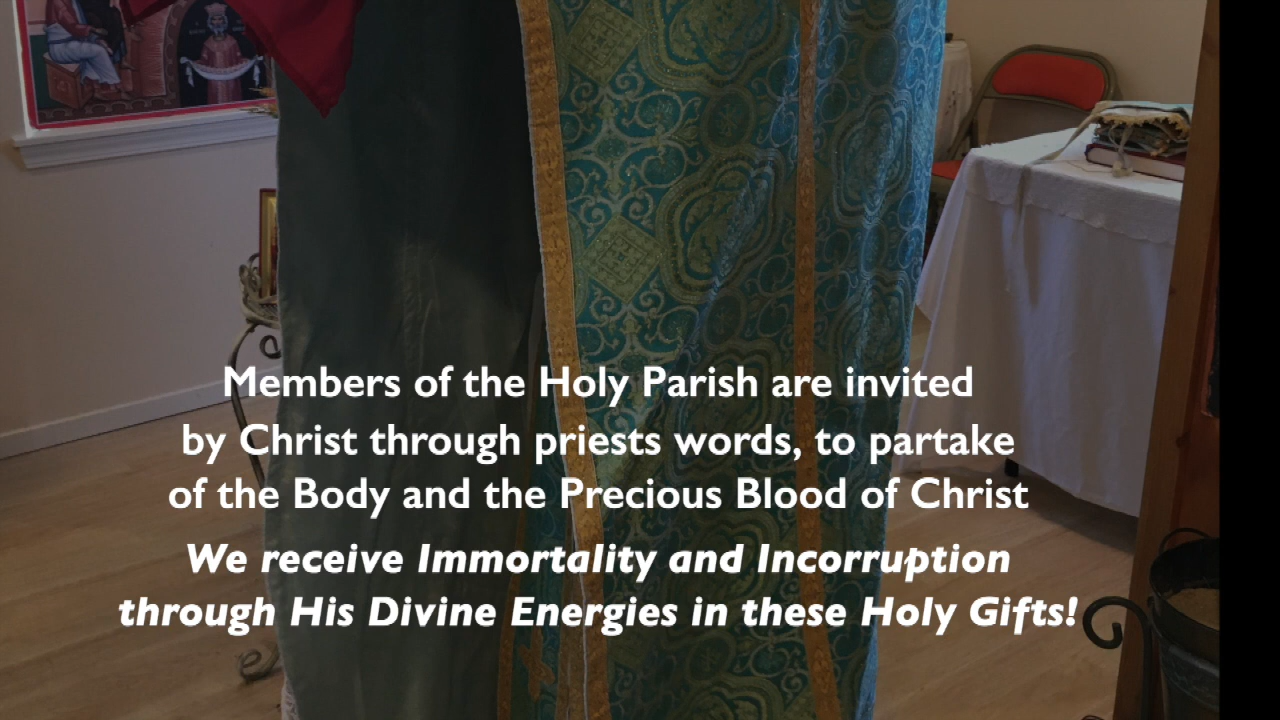 Members of the Holy Parish are invited
by Christ through priests words, to partake
of the Body and the Precious Blood of Christ
We receive Immortality and Incorruption
through His Divine Energies in these Holy Gifts!